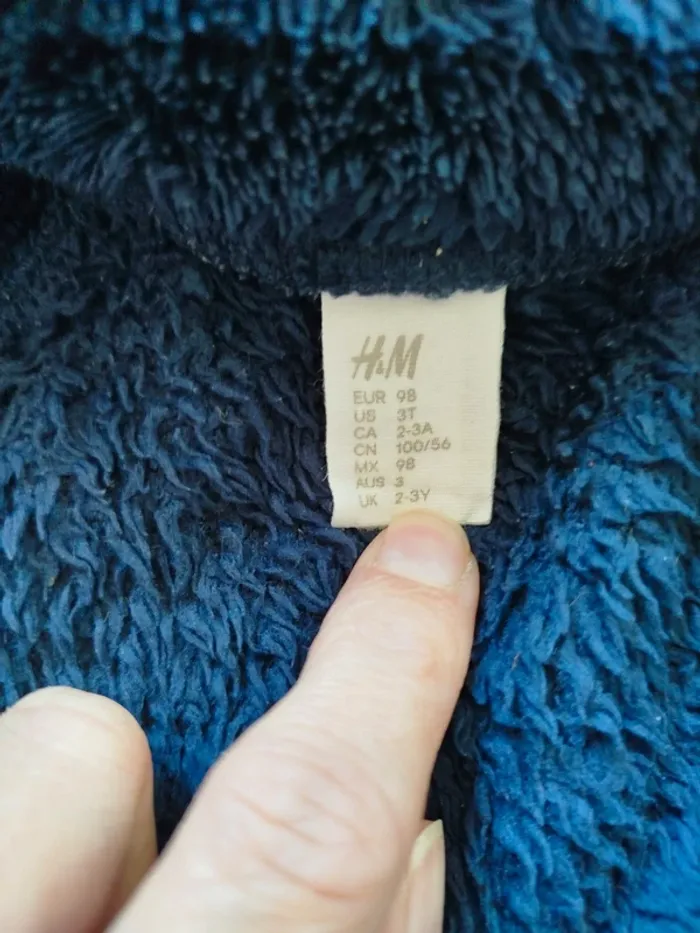 H&M
EUR 98
US 3T
CA 2-3A
CN 100/56
MX 98
AUS 3
UK 2-3Y